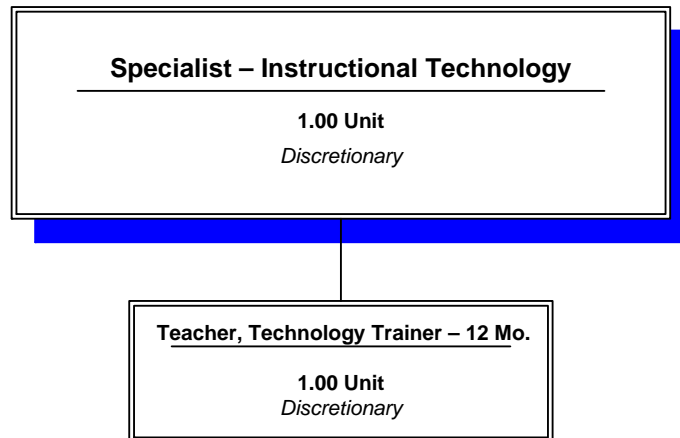 Specialist – Instructional Technology
1.00 Unit
Discretionary
Teacher, Technology Trainer – 12 Mo.
1.00 Unit
Discretionary